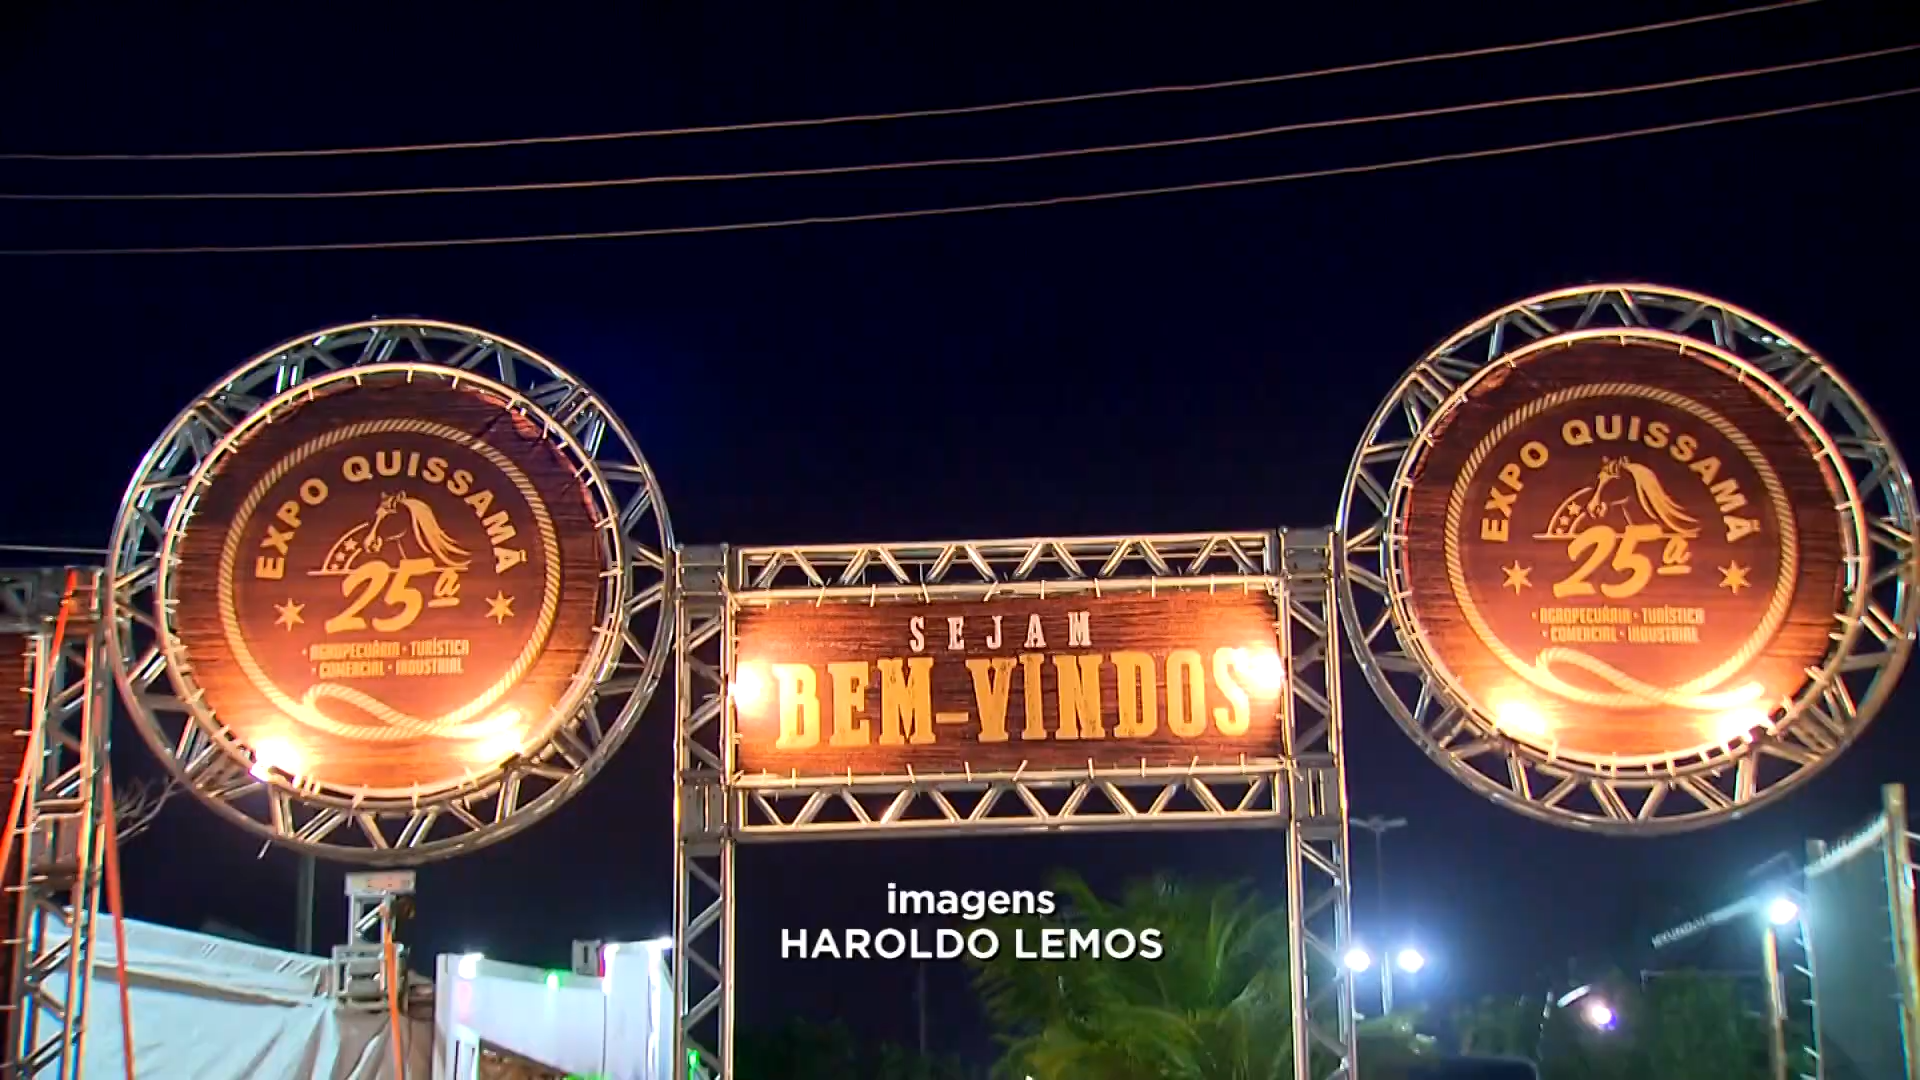 EXPO QUISSAMÃ
25ª
• AGROPECUÁRIA • TURÍSTICA
• COMERCIAL • INDUSTRIAL
SEJAM
BEM-VINDOS
EXPO QUISSAMÃ
25ª
• AGROPECUÁRIA • TURÍSTICA
• COMERCIAL • INDUSTRIAL
HYUNDAI
imagens
HAROLDO LEMOS